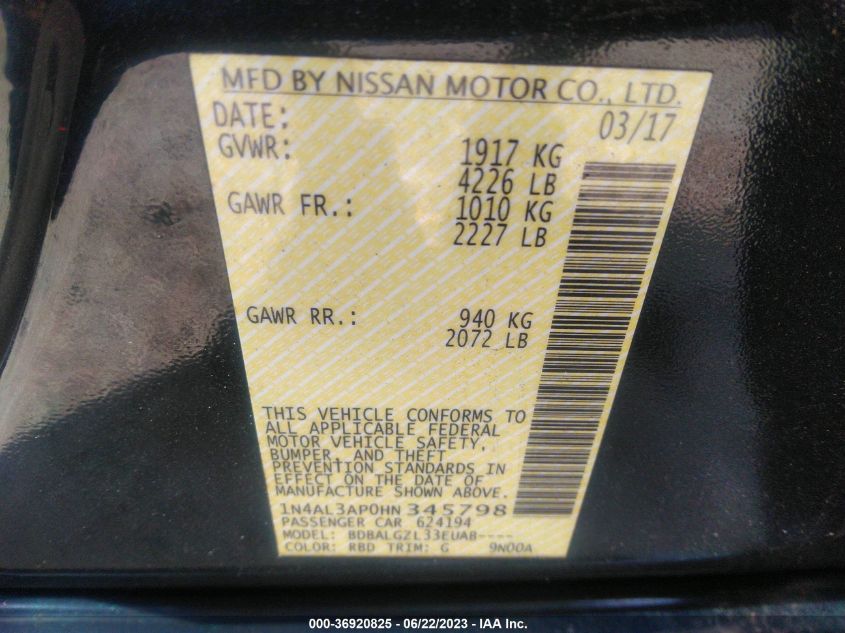 MFD BY NISSAN MOTOR CO., LTD.
DATE: 03/17
GVWR: 1917 KG
4226 LB
GAWR FR.: 1010 KG
2227 LB
GAWR RR.: 940 KG
2072 LB
THIS VEHICLE CONFORMS TO
ALL APPLICABLE FEDERAL
MOTOR VEHICLE SAFETY,
BUMPER, AND THEFT
PREVENTION STANDARDS IN
EFFECT ON THE DATE OF
MANUFACTURE SHOWN ABOVE.
1N4AL3AP0HN 345798
PASSENGER CAR 624194
MODEL: BDBALGZL33EUAB----
COLOR: RBD TRIM: G 9N00A
000-36920825 - 06/22/2023 - IAA Inc.